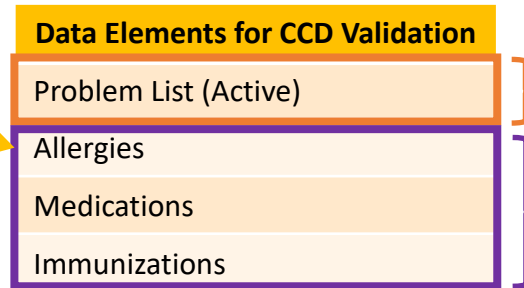 Data Elements for CCD Validation
Problem List (Active)
Allergies
Medications
Immunizations